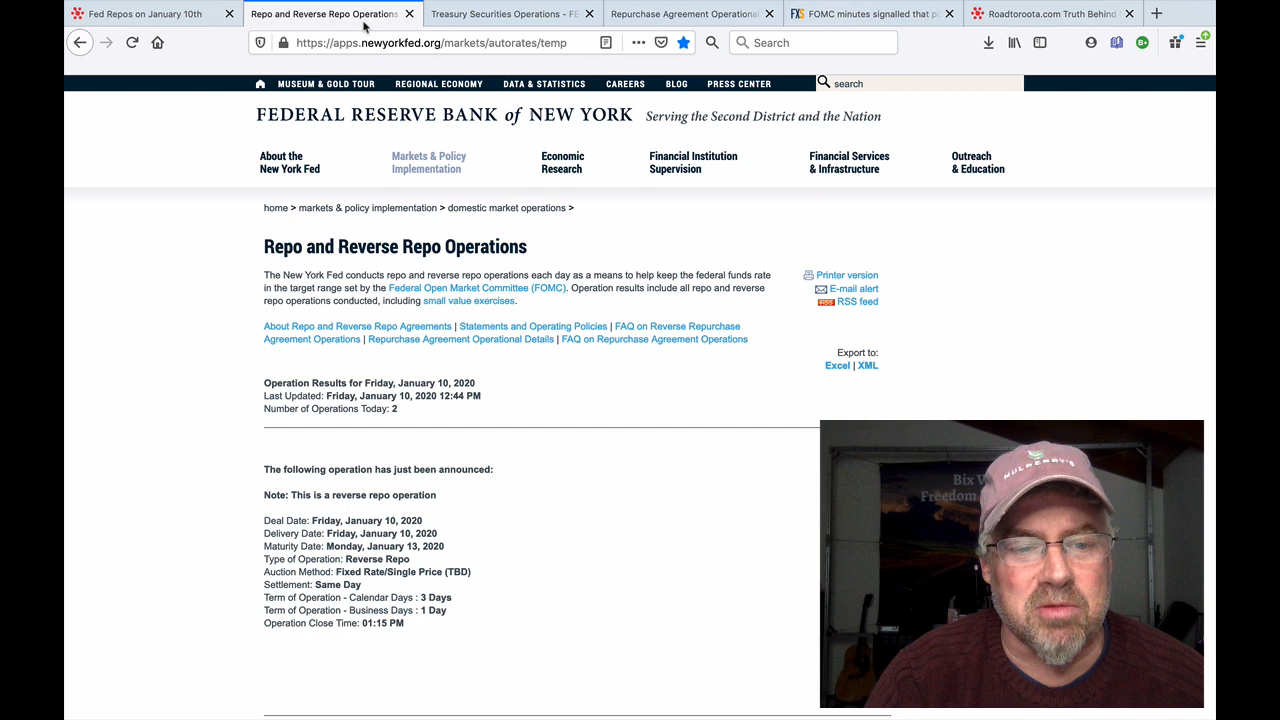 Fed Repos on January 10th
Repo and Reverse Repo Operations
Treasury Securities Operations - FE
Repurchase Agreement Operational
FXS FOMC minutes signalled that p
Roadtoroota.com Truth Behind
https://apps.newyorkfed.org/markets/autorates/temp
Search
MUSEUM & GOLD TOUR REGIONAL ECONOMY DATA & STATISTICS CAREERS BLOG PRESS CENTER search
FEDERAL RESERVE BANK of NEW YORK Serving the Second District and the Nation
About the
New York Fed
Markets & Policy
Implementation
Economic
Research
Financial Institution
Supervision
Financial Services
& Infrastructure
Outreach
& Education
home > markets & policy implementation > domestic market operations >
Repo and Reverse Repo Operations
The New York Fed conducts repo and reverse repo operations each day as a means to help keep the federal funds rate
in the target range set by the Federal Open Market Committee (FOMC). Operation results include all repo and reverse
repo operations conducted, including small value exercises.
Printer version
E-mail alert
RSS RSS feed
About Repo and Reverse Repo Agreements | Statements and Operating Policies | FAQ on Reverse Repurchase
Agreement Operations | Repurchase Agreement Operational Details | FAQ on Repurchase Agreement Operations
Export to:
Excel | XML
Operation Results for Friday, January 10, 2020
Last Updated: Friday, January 10, 2020 12:44 PM
Number of Operations Today: 2
The following operation has just been announced:
Note: This is a reverse repo operation
Deal Date: Friday, January 10, 2020
Delivery Date: Friday, January 10, 2020
Maturity Date: Monday, January 13, 2020
Type of Operation: Reverse Repo
Auction Method: Fixed Rate/Single Price (TBD)
Settlement: Same Day
Term of Operation - Calendar Days : 3 Days
Term of Operation - Business Days : 1 Day
Operation Close Time: 01:15 PM
Bix W
Freedom
MULBERRY'S